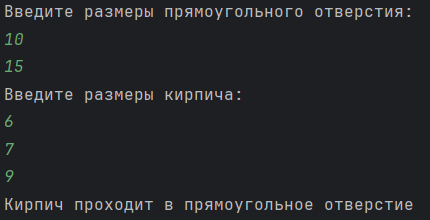 Введите размеры прямоугольного отверстия:
10
15
Введите размеры кирпича:
6
7
9
Кирпич проходит в прямоугольное отверстие